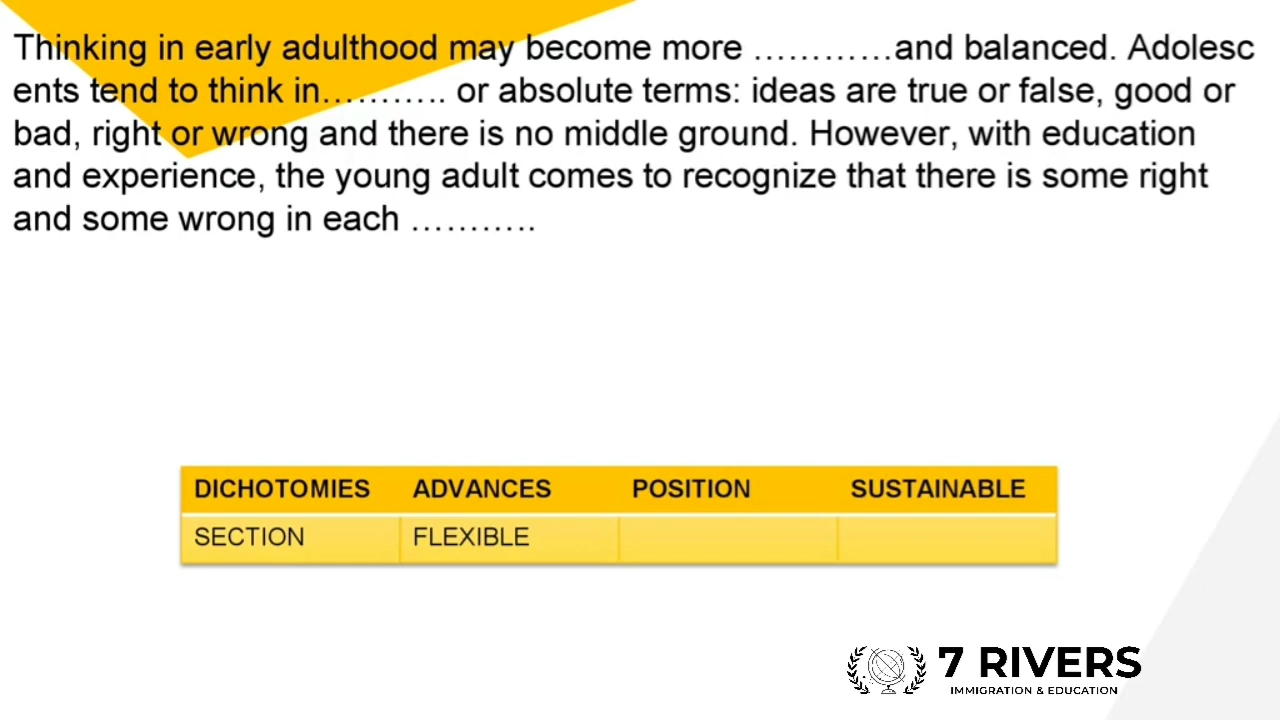 Thinking in early adulthood may become more …………and balanced. Adolesc
ents tend to think in……….. or absolute terms: ideas are true or false, good or
bad, right or wrong and there is no middle ground. However, with education
and experience, the young adult comes to recognize that there is some right
and some wrong in each ………..
DICHOTOMIES ADVANCES POSITION SUSTAINABLE
SECTION FLEXIBLE
7 RIVERS
IMMIGRATION & EDUCATION